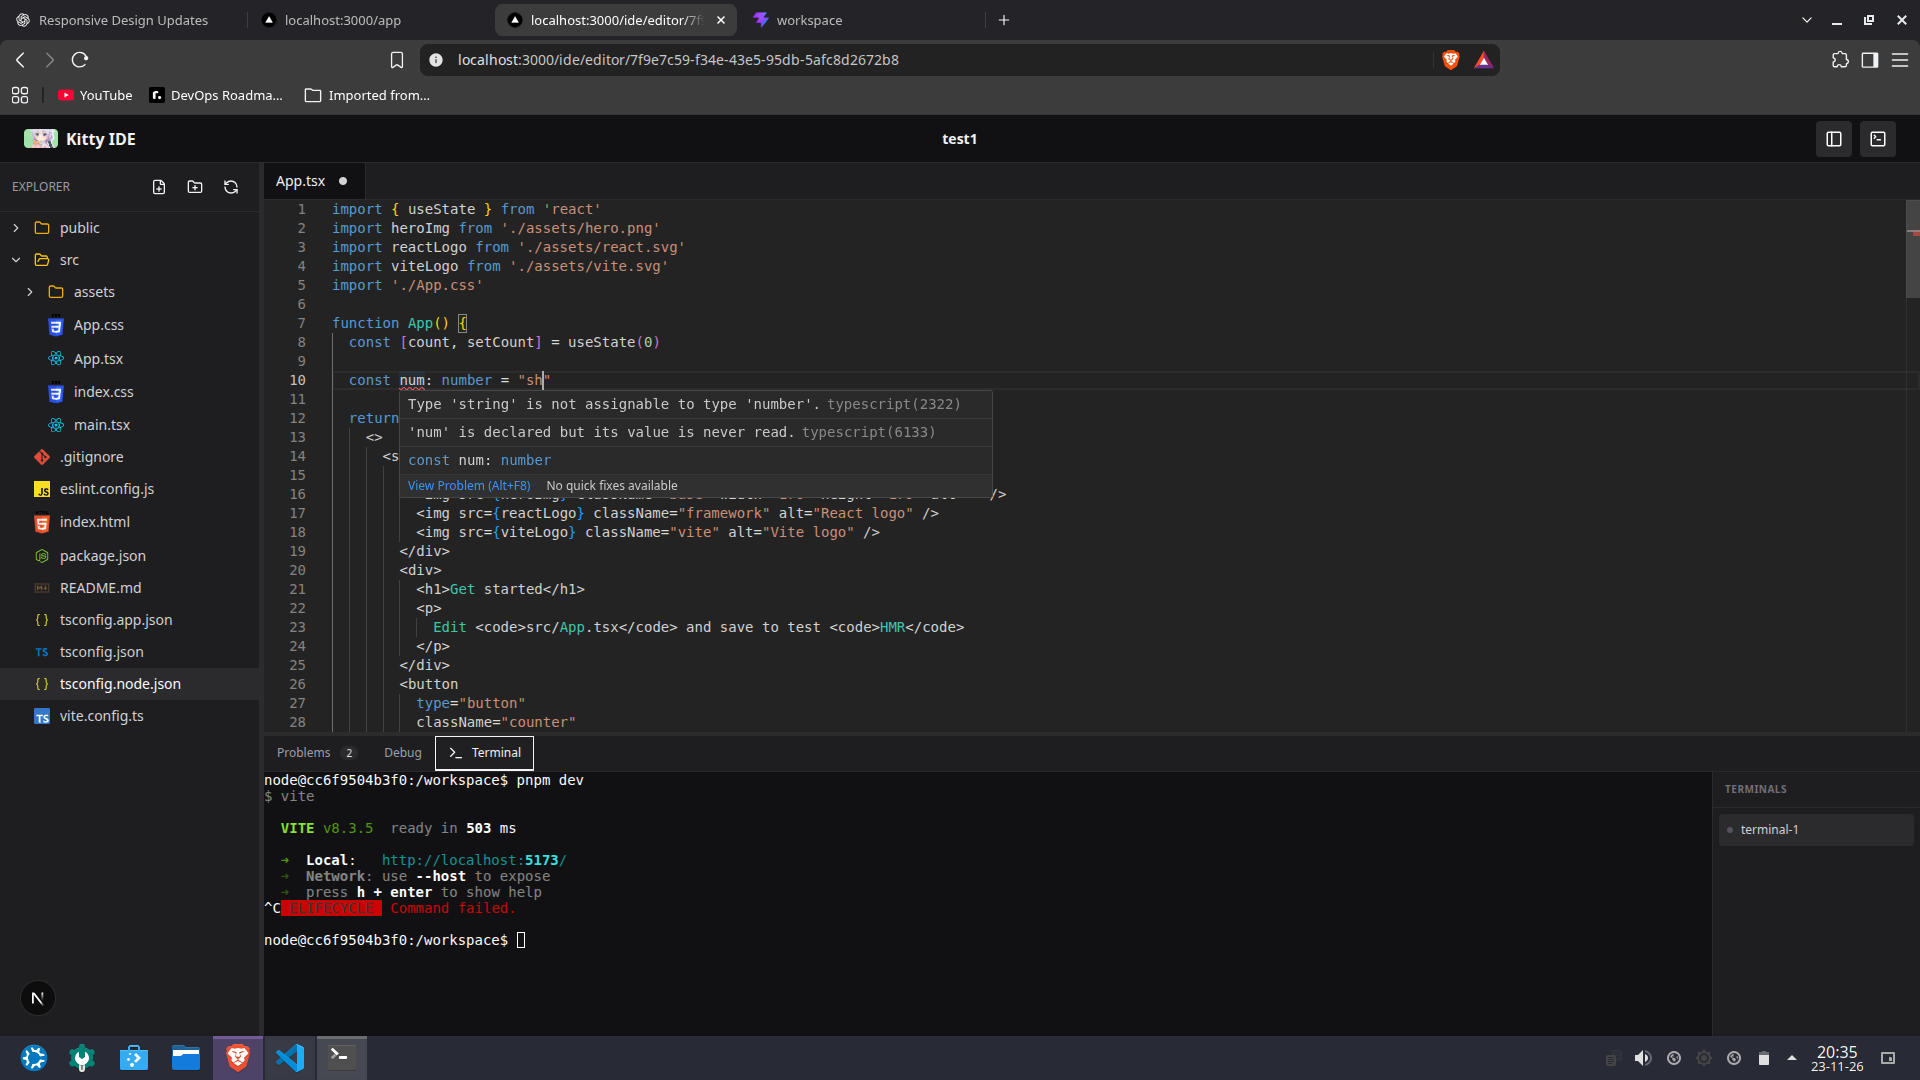 Responsive Design Updates
localhost:3000/app
localhost:3000/ide/editor/7f
workspace
localhost:3000/ide/editor/7f9e7c59-f34e-43e5-95db-5afc8d2672b8
YouTube
DevOps Roadma...
Imported from...
Kitty IDE
test1
EXPLORER
public
src
assets
App.css
App.tsx
index.css
main.tsx
.gitignore
eslint.config.js
index.html
package.json
README.md
tsconfig.app.json
tsconfig.json
tsconfig.node.json
vite.config.ts
App.tsx
1 import { useState } from 'react'
2 import heroImg from './assets/hero.png'
3 import reactLogo from './assets/react.svg'
4 import viteLogo from './assets/vite.svg'
5 import './App.css'
6
7 function App() {
8 const [count, setCount] = useState(0)
9
10 const num: number = "sh"
11
Type 'string' is not assignable to type 'number'. typescript(2322)
12 return
'num' is declared but its value is never read. typescript(6133)
13 <>
14 <s
const num: number
15
View Problem (Alt+F8) No quick fixes available
16 />
17 <img src={reactLogo} className="framework" alt="React logo" />
18 <img src={viteLogo} className="vite" alt="Vite logo" />
19 </div>
20 <div>
21 <h1>Get started</h1>
22 <p>
23 Edit <code>src/App.tsx</code> and save to test <code>HMR</code>
24 </p>
25 </div>
26 <button
27 type="button"
28 className="counter"
Problems 2 Debug Terminal
node@cc6f9504b3f0:/workspace$ pnpm dev
$ vite
VITE v8.3.5 ready in 503 ms
➜ Local: http://localhost:5173/
➜ Network: use --host to expose
➜ press h + enter to show help
^C ELIFECYCLE Command failed.
node@cc6f9504b3f0:/workspace$
TERMINALS
terminal-1
N
20:35
23-11-26